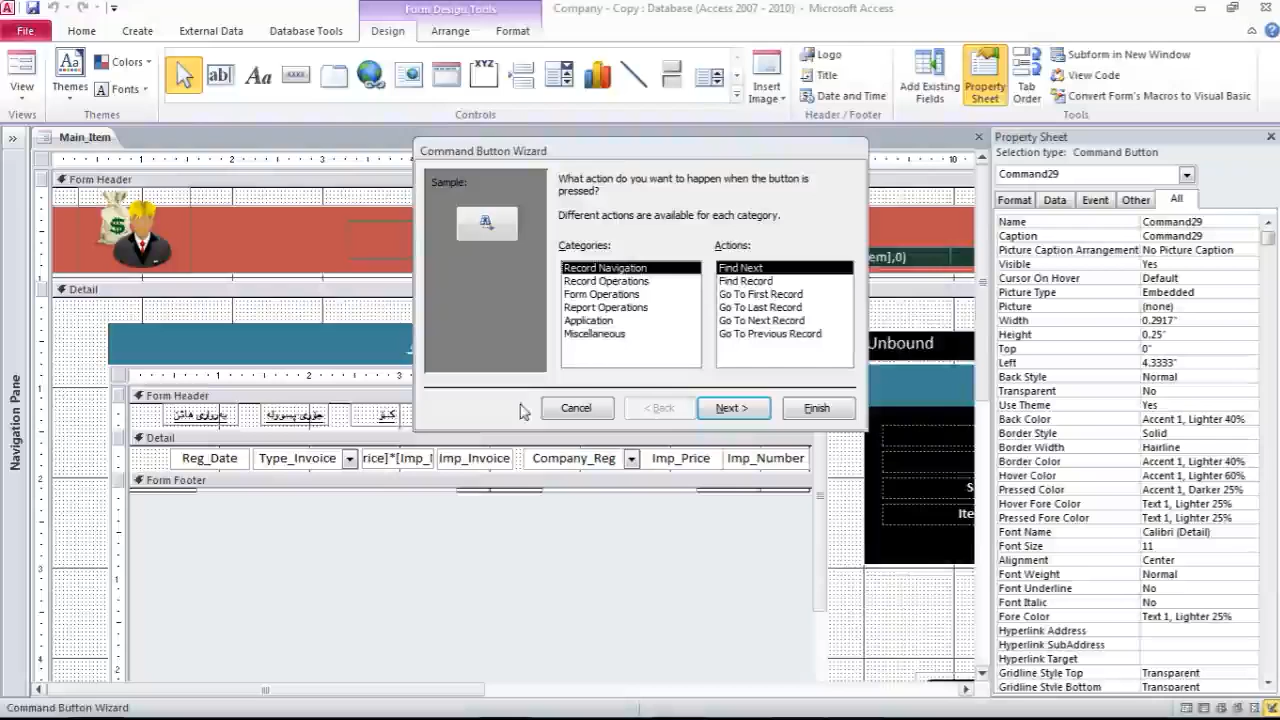 Form Design Tools
Company - Copy : Database (Access 2007 - 2010) - Microsoft Access
File
Home
Create
External Data
Database Tools
Design
Arrange
Format
View
Views
Themes
Colors
Fonts
Themes
Aa
ab
Aa
XXXX
XYZ
Controls
Insert
Image
Logo
Title
Date and Time
Header / Footer
Add Existing
Fields
Property
Sheet
Tab
Order
Subform in New Window
View Code
Convert Form's Macros to Visual Basic
Tools
Main_Item
Navigation Pane
Form Header
em],0)
Detail
Unbound
Form Header
Detail
Reg_Date
Type_Invoice
rice]*[Imp_I
Imp_Invoice
Company_Reg
Imp_Price
Imp_Number
Form Footer
S
Ite
Command Button Wizard
Sample:
What action do you want to happen when the button is
pressed?
Different actions are available for each category.
Categories:
Record Navigation
Record Operations
Form Operations
Report Operations
Application
Miscellaneous
Actions:
Find Next
Find Record
Go To First Record
Go To Last Record
Go To Next Record
Go To Previous Record
Cancel
< Back
Next >
Finish
Property Sheet
Selection type: Command Button
Command29
Format
Data
Event
Other
All
Name Command29
Caption Command29
Picture Caption Arrangement No Picture Caption
Visible Yes
Cursor On Hover Default
Picture Type Embedded
Picture (none)
Width 0.2917"
Height 0.25"
Top 0"
Left 4.3333"
Back Style Normal
Transparent No
Use Theme Yes
Back Color Accent 1, Lighter 40%
Border Style Solid
Border Width Hairline
Border Color Accent 1, Lighter 40%
Hover Color Accent 1, Lighter 60%
Pressed Color Accent 1, Darker 25%
Hover Fore Color Text 1, Lighter 25%
Pressed Fore Color Text 1, Lighter 25%
Font Name Calibri (Detail)
Font Size 11
Alignment Center
Font Weight Normal
Font Underline No
Font Italic No
Fore Color Text 1, Lighter 25%
Hyperlink Address
Hyperlink SubAddress
Hyperlink Target
Gridline Style Top Transparent
Gridline Style Bottom Transparent
Command Button Wizard